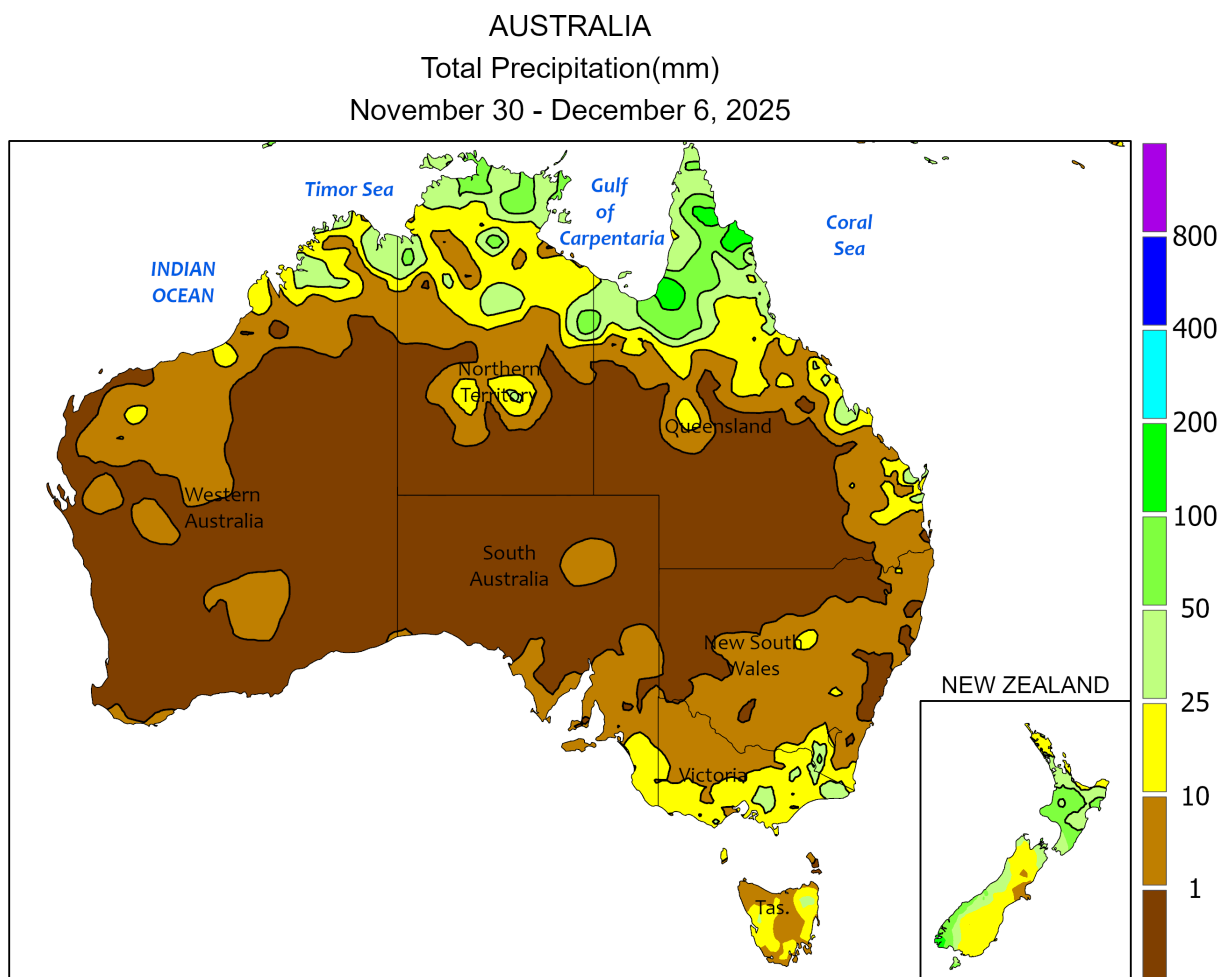 AUSTRALIA
Total Precipitation(mm)
November 30 - December 6, 2025
Timor Sea
Gulf
of
Carpentaria
Coral
Sea
INDIAN
OCEAN
Northern
Territory
Queensland
Western
Australia
South
Australia
New South
Wales
Victoria
Tas.
NEW ZEALAND
800
400
200
100
50
25
10
1